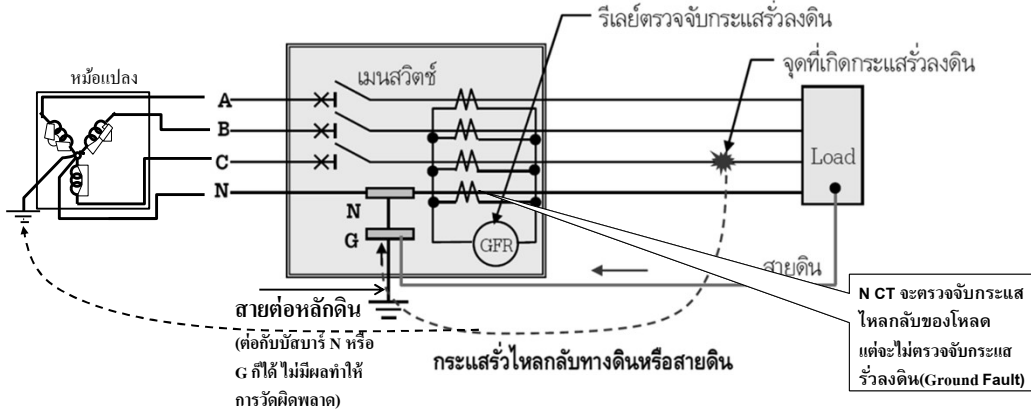 รีเลย์ตรวจจับกระแสรั่วลงดิน
หม้อแปลง
เมนสวิตซ์
จุดที่เกิดกระแสรั่วลงดิน
A
B
C
N
Load
N
G
GFR
สายดิน
สายต่อหลักดิน
(ต่อกับบัสบาร์ N หรือ
G ก็ได้ ไม่มีผลทำให้
การวัดผิดพลาด)
กระแสรั่วไหลกลับทางดินหรือสายดิน
N CT จะตรวจจับกระแส
ไหลกลับของโหลด
แต่จะไม่ตรวจจับกระแส
รั่วลงดิน(Ground Fault)